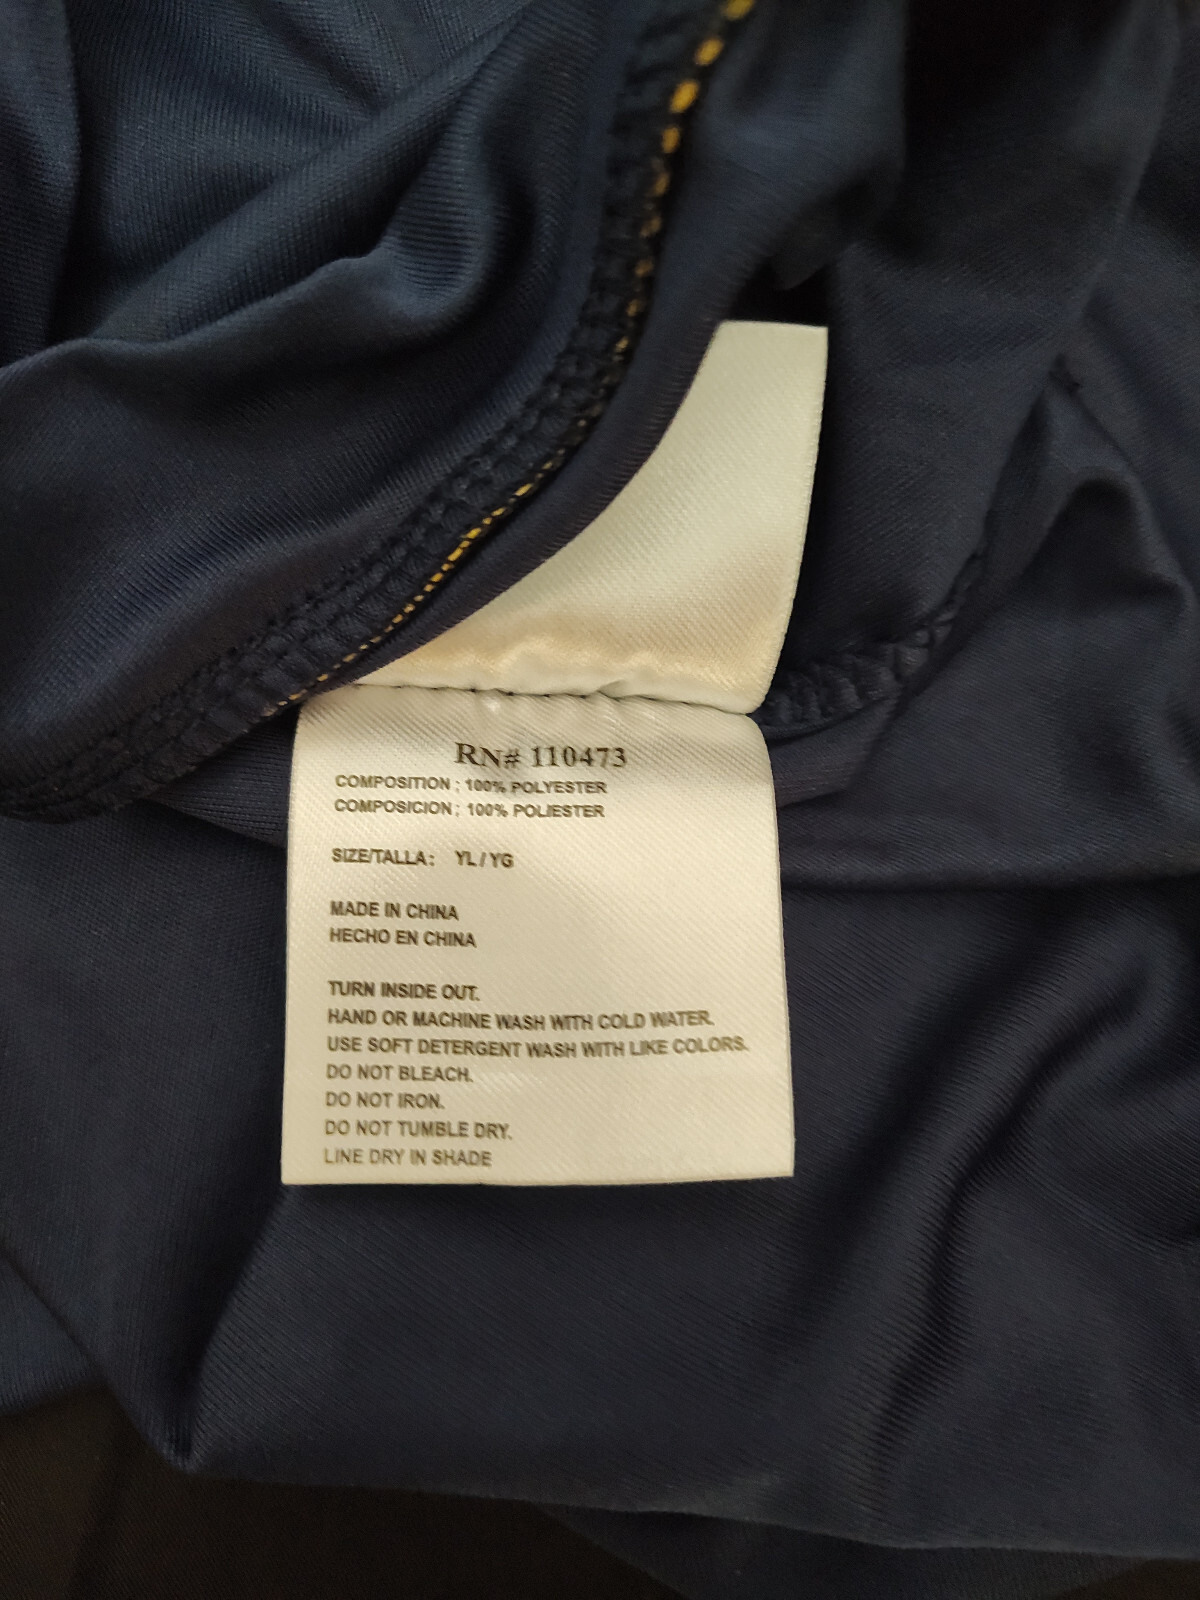 RN# 110473
COMPOSITION ; 100% POLYESTER
COMPOSICION ; 100% POLIESTER
SIZE/TALLA: YL / YG
MADE IN CHINA
HECHO EN CHINA
TURN INSIDE OUT.
HAND OR MACHINE WASH WITH COLD WATER.
USE SOFT DETERGENT WASH WITH LIKE COLORS.
DO NOT BLEACH.
DO NOT IRON.
DO NOT TUMBLE DRY.
LINE DRY IN SHADE